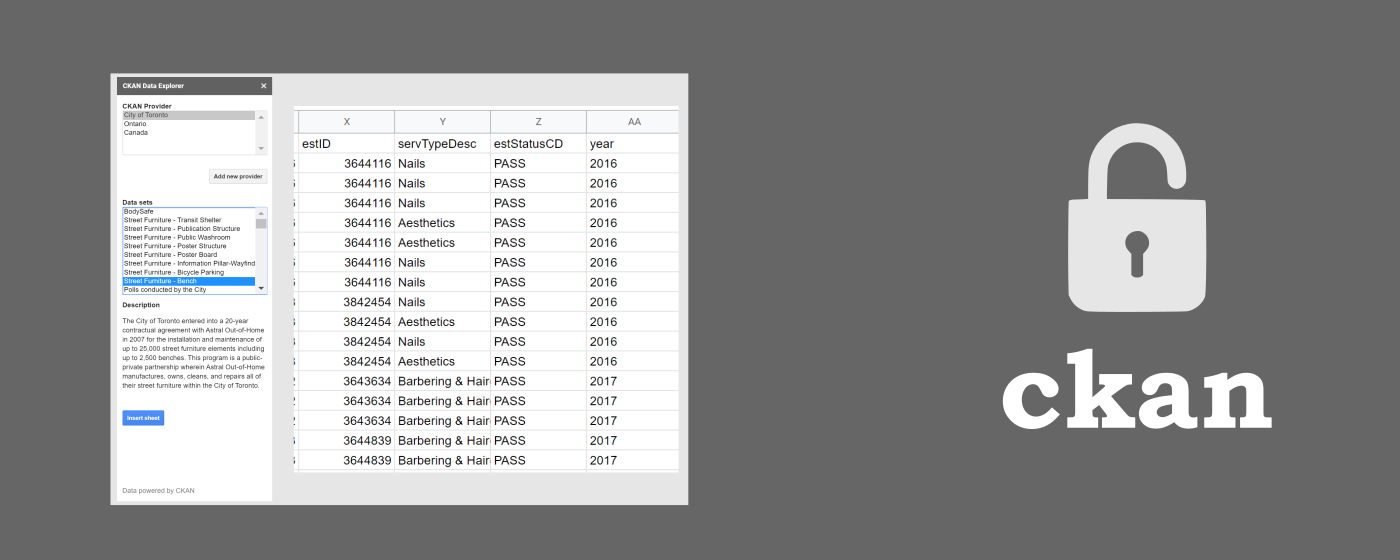 CKAN Data Explorer ×
CKAN Provider
City of Toronto
Ontario
Canada
Add new provider
Data sets
BodySafe
Street Furniture - Transit Shelter
Street Furniture - Publication Structure
Street Furniture - Public Washroom
Street Furniture - Poster Structure
Street Furniture - Poster Board
Street Furniture - Information Pillar-Wayfind
Street Furniture - Bicycle Parking
Street Furniture - Bench
Polls conducted by the City
Description
The City of Toronto entered into a 20-year
contractual agreement with Astral Out-of-Home
in 2007 for the installation and maintenance of
up to 25,000 street furniture elements including
up to 2,500 benches. This program is a public-
private partnership wherein Astral Out-of-Home
manufactures, owns, cleans, and repairs all of
their street furniture within the City of Toronto.
Insert sheet
Data powered by CKAN
X Y Z AA
estID servTypeDesc estStatusCD year
3644116 Nails PASS 2016
3644116 Nails PASS 2016
3644116 Nails PASS 2016
3644116 Aesthetics PASS 2016
3644116 Aesthetics PASS 2016
3644116 Nails PASS 2016
3644116 Nails PASS 2016
3842454 Nails PASS 2016
3842454 Aesthetics PASS 2016
3842454 Nails PASS 2016
3842454 Aesthetics PASS 2016
3643634 Barbering & Hair PASS 2017
3643634 Barbering & Hair PASS 2017
3643634 Barbering & Hair PASS 2017
3644839 Barbering & Hair PASS 2017
3644839 Barbering & Hair PASS 2017
ckan